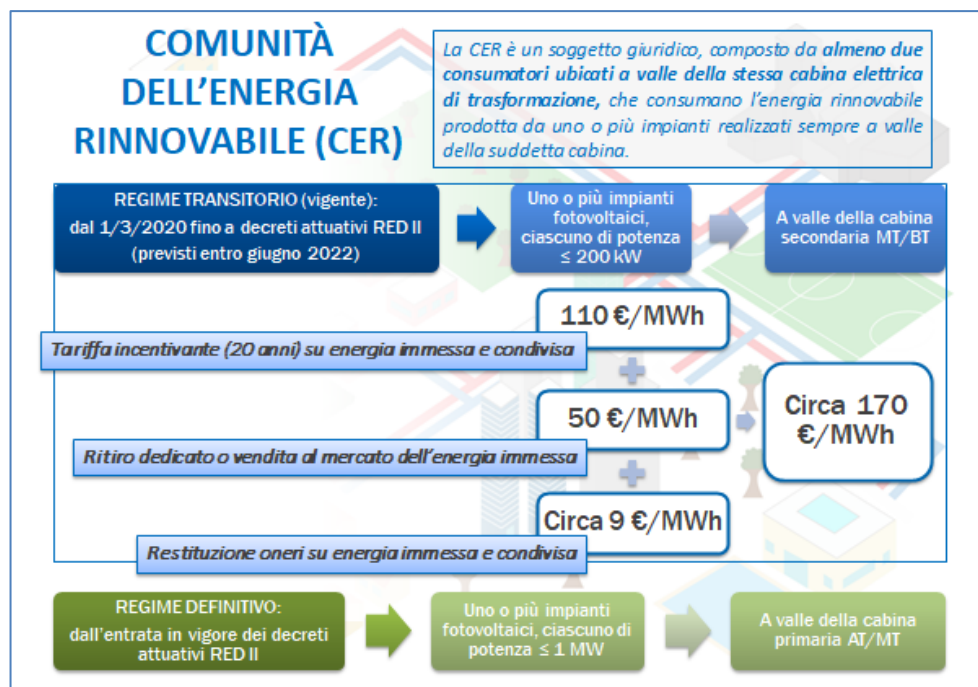 COMUNITÀ
DELL'ENERGIA
RINNOVABILE (CER)
La CER è un soggetto giuridico, composto da almeno due
consumatori ubicati a valle della stessa cabina elettrica
di trasformazione, che consumano l'energia rinnovabile
prodotta da uno o più impianti realizzati sempre a valle
della suddetta cabina.
REGIME TRANSITORIO (vigente):
dal 1/3/2020 fino a decreti attuativi RED II
(previsti entro giugno 2022)
Uno o più impianti
fotovoltaici,
ciascuno di potenza
≤ 200 kW
A valle della cabina
secondaria MT/BT
110 €/MWh
Tariffa incentivante (20 anni) su energia immessa e condivisa
50 €/MWh
Ritiro dedicato o vendita al mercato dell'energia immessa
Circa 9 €/MWh
Restituzione oneri su energia immessa e condivisa
Circa 170
€/MWh
REGIME DEFINITIVO:
dall'entrata in vigore dei decreti
attuativi RED II
Uno o più impianti
fotovoltaici, ciascuno di
potenza ≤ 1 MW
A valle della cabina
primaria AT/MT